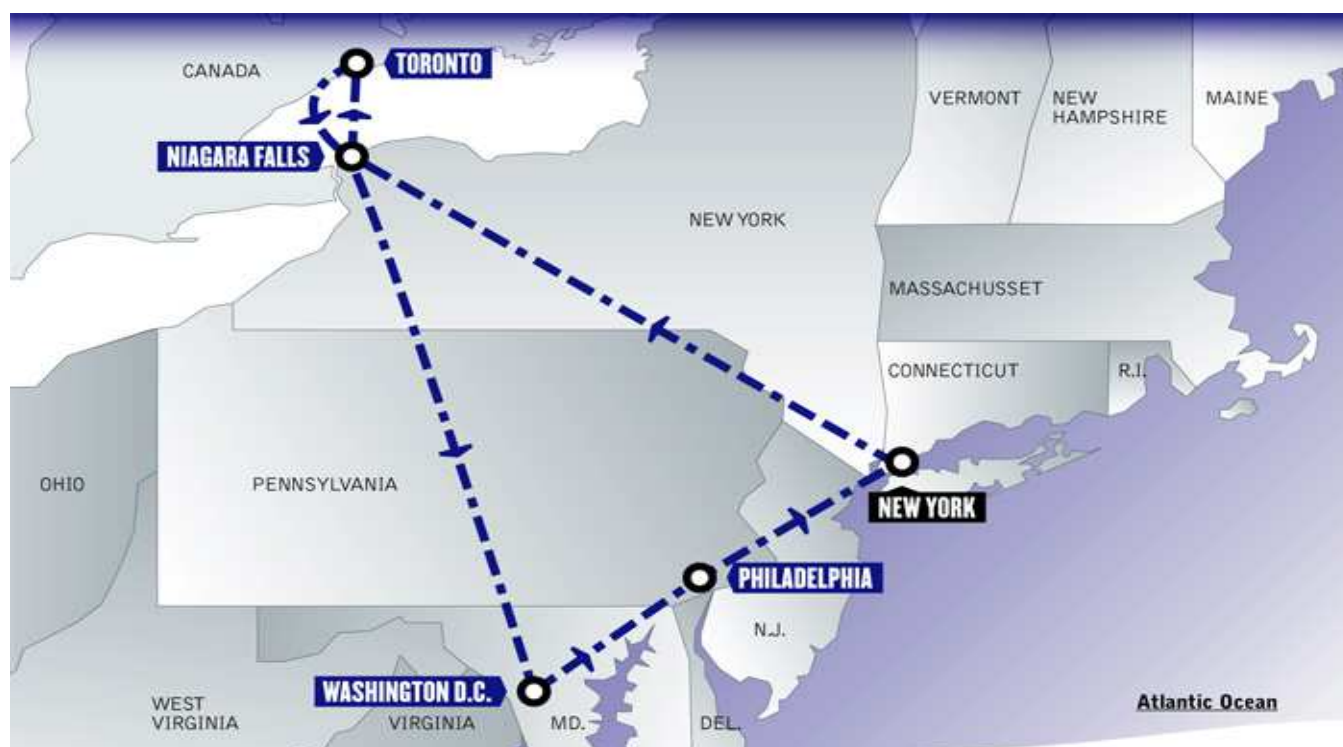 TORONTO
CANADA
VERMONT
NEW
HAMPSHIRE
MAINE
NIAGARA FALLS
NEW YORK
MASSACHUSSET
CONNECTICUT
R.I.
OHIO
PENNSYLVANIA
NEW YORK
PHILADELPHIA
N.J.
WASHINGTON D.C.
WEST
VIRGINIA
VIRGINIA
MD.
DEL.
Atlantic Ocean